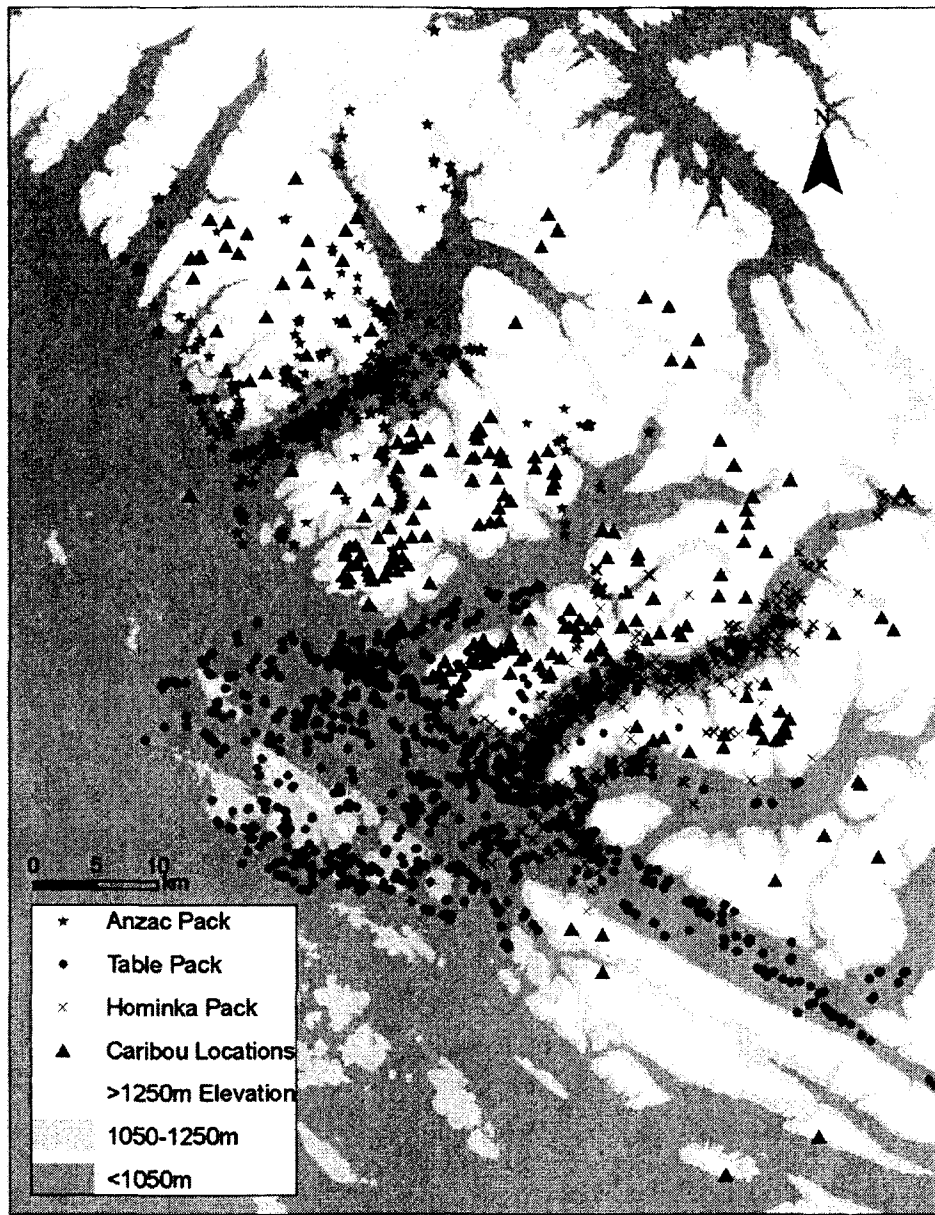 N
0 5 10
km
Anzac Pack
Table Pack
Hominka Pack
Caribou Locations
>1250m Elevation
1050-1250m
<1050m